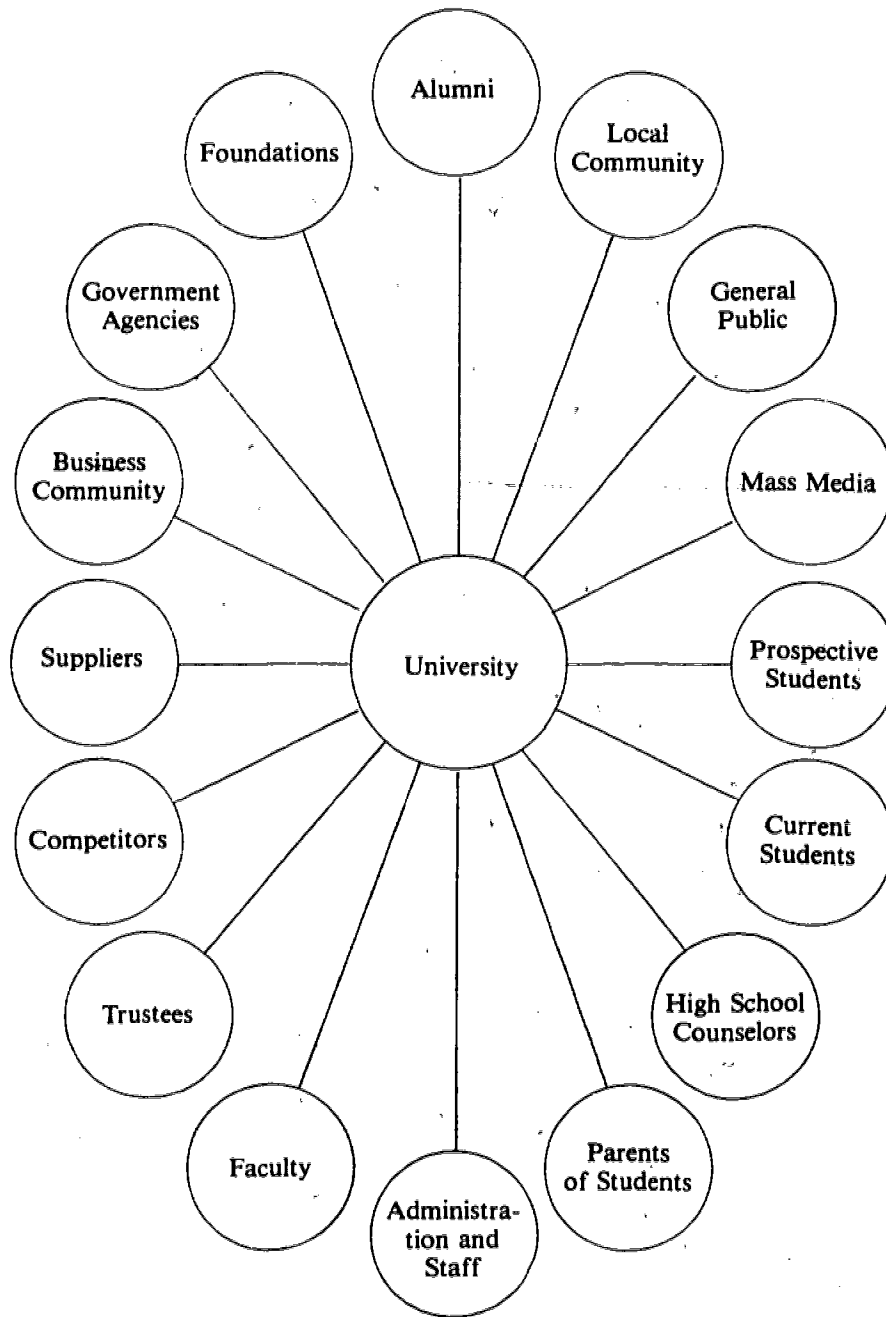 Alumni
Foundations
Local
Community
Government
Agencies
General
Public
Business
Community
Mass Media
Suppliers
University
Prospective
Students
Competitors
Current
Students
Trustees
High School
Counselors
Faculty
Parents
of Students
Administra-
tion and
Staff